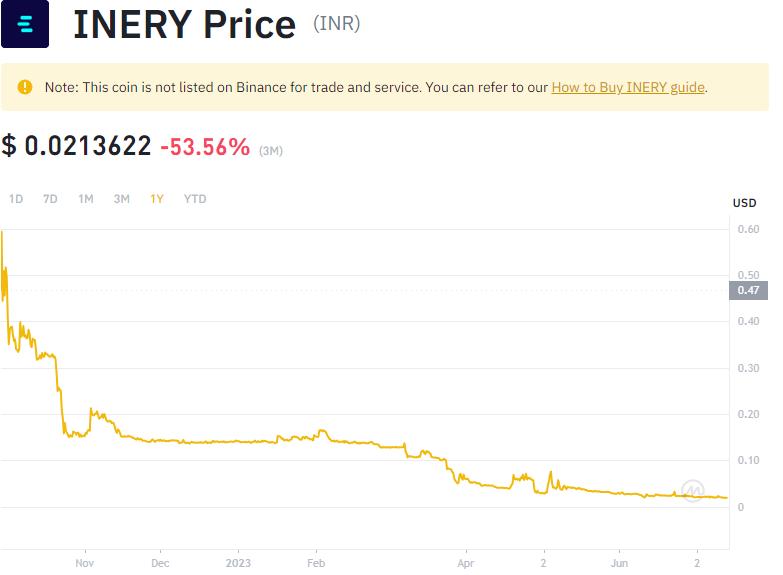 INERY Price (INR)
Note: This coin is not listed on Binance for trade and service. You can refer to our How to Buy INERY guide.
$ 0.0213622 -53.56% (3M)
1D 7D 1M 3M 1Y YTD
USD
0.60
0.50
0.47
0.40
0.30
0.20
0.10
0
Nov Dec 2023 Feb Apr 2 Jun 2